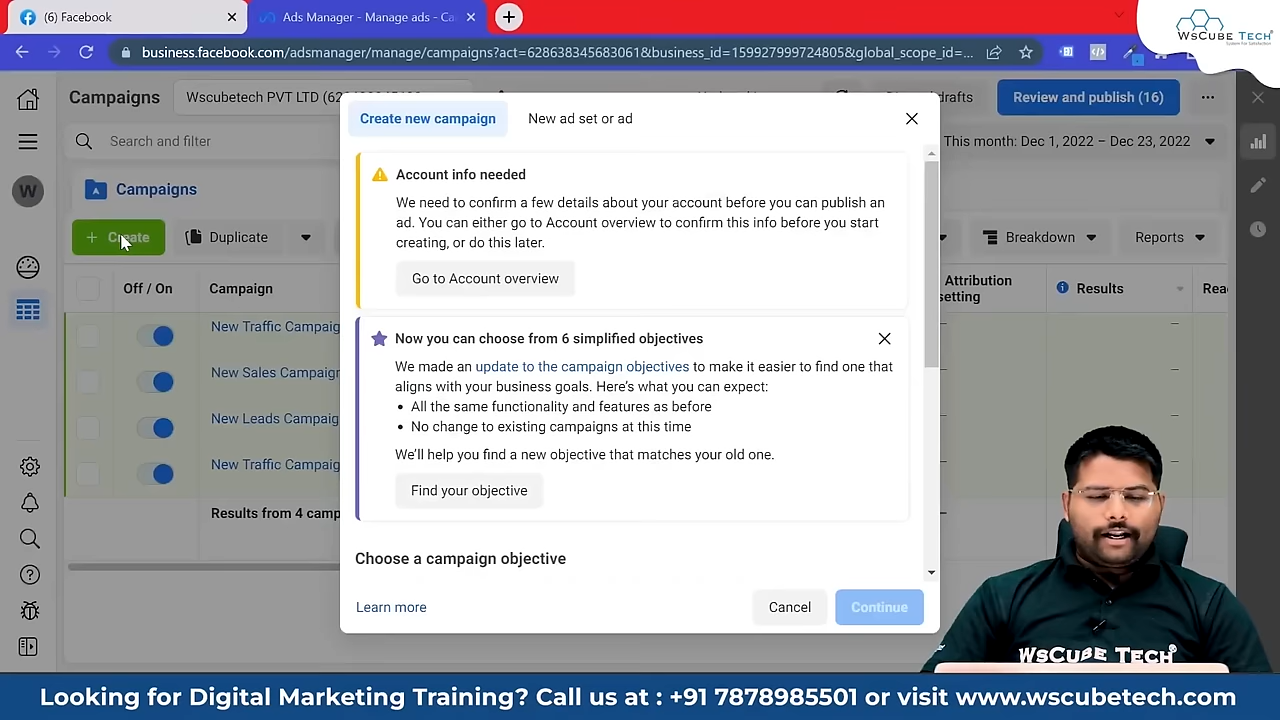 (6) Facebook
Ads Manager - Manage ads - Ca
WsCube Tech
business.facebook.com/adsmanager/manage/campaigns?act=628628345683061&business_id=1599279997724805&global_scope_id=...
Campaigns
Wscubetech PVT LTD
Review and publish (16)
Create new campaign
New ad set or ad
Search and filter
This month: Dec 1, 2022 – Dec 23, 2022
Account info needed
We need to confirm a few details about your account before you can publish an
ad. You can either go to Account overview to confirm this info before you start
creating, or do this later.
W
Campaigns
+ Create
Duplicate
Breakdown
Reports
Go to Account overview
Off / On
Campaign
Attribution
setting
Results
Rea
New Traffic Campaig
Now you can choose from 6 simplified objectives
We made an update to the campaign objectives to make it easier to find one that
aligns with your business goals. Here's what you can expect:
• All the same functionality and features as before
• No change to existing campaigns at this time
We'll help you find a new objective that matches your old one.
New Sales Campaign
New Leads Campaig
New Traffic Campaig
Find your objective
Results from 4 camp
Choose a campaign objective
Learn more
Cancel
Continue
WsCube Tech
Looking for Digital Marketing Training? Call us at : +91 7878985501 or visit www.wscubetech.com